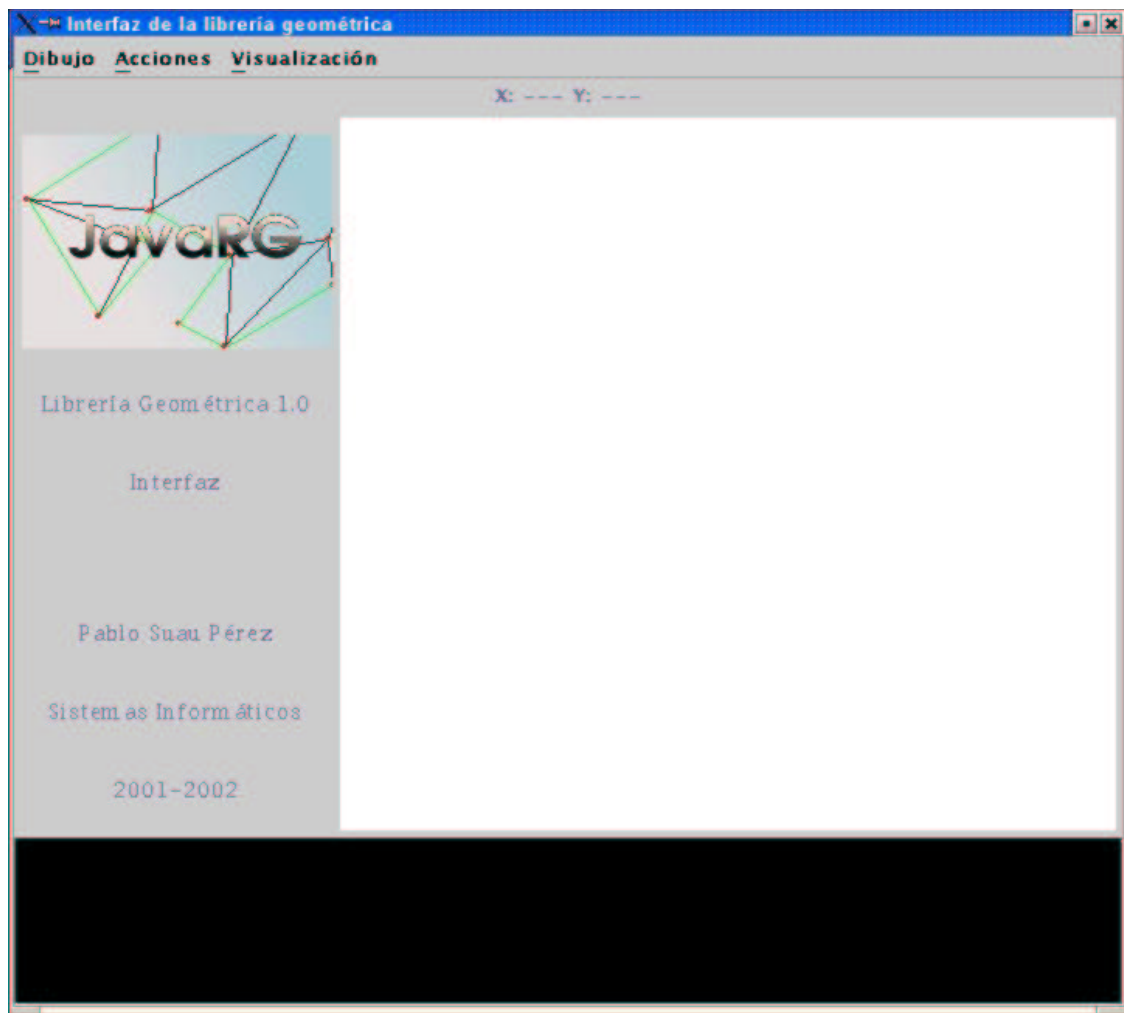 Interfaz de la librería geométrica
Dibujo Acciones Visualización
X: --- Y: ---
JavaRG
Librería Geométrica 1.0
Interfaz
Pablo Suau Pérez
Sistemas Informáticos
2001-2002